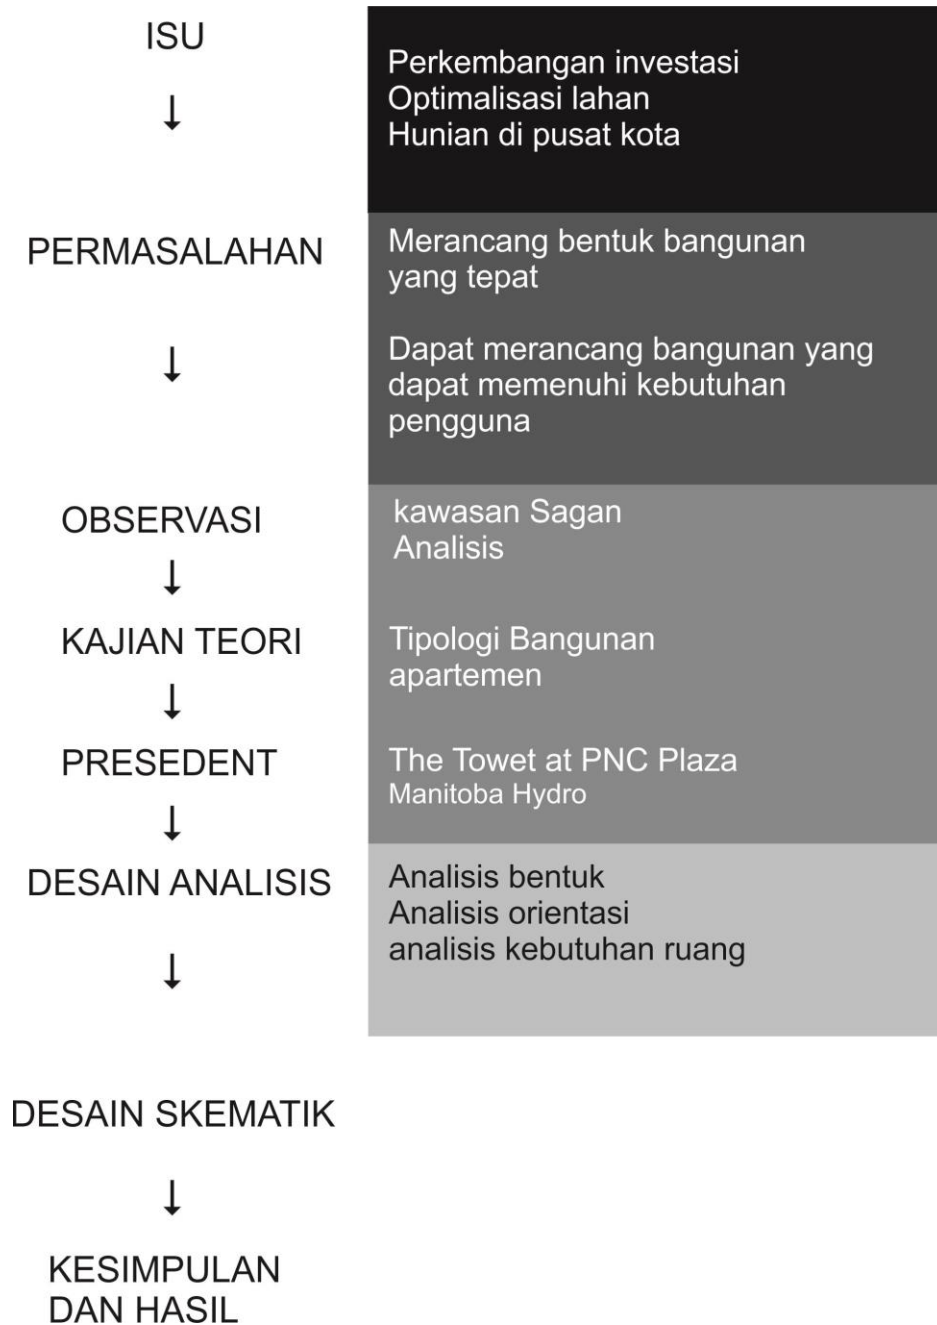 ISU
Perkembangan investasi
Optimalisasi lahan
Hunian di pusat kota
PERMASALAHAN
Merancang bentuk bangunan
yang tepat
Dapat merancang bangunan yang
dapat memenuhi kebutuhan
pengguna
OBSERVASI
kawasan Sagan
Analisis
KAJIAN TEORI
Tipologi Bangunan
apartemen
PRESEDENT
The Towet at PNC Plaza
Manitoba Hydro
DESAIN ANALISIS
Analisis bentuk
Analisis orientasi
analisis kebutuhan ruang
DESAIN SKEMATIK
KESIMPULAN
DAN HASIL